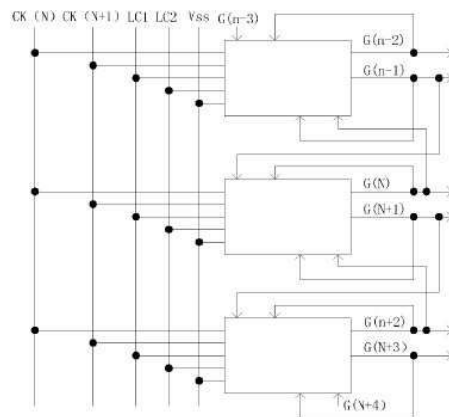 CK (N) CK (N+1) LC1 LC2 Vss G(n-3)
G(n-2)
G(n-1)
G(N)
G(N+1)
G(n+2)
G(N+3)
G(N+4)